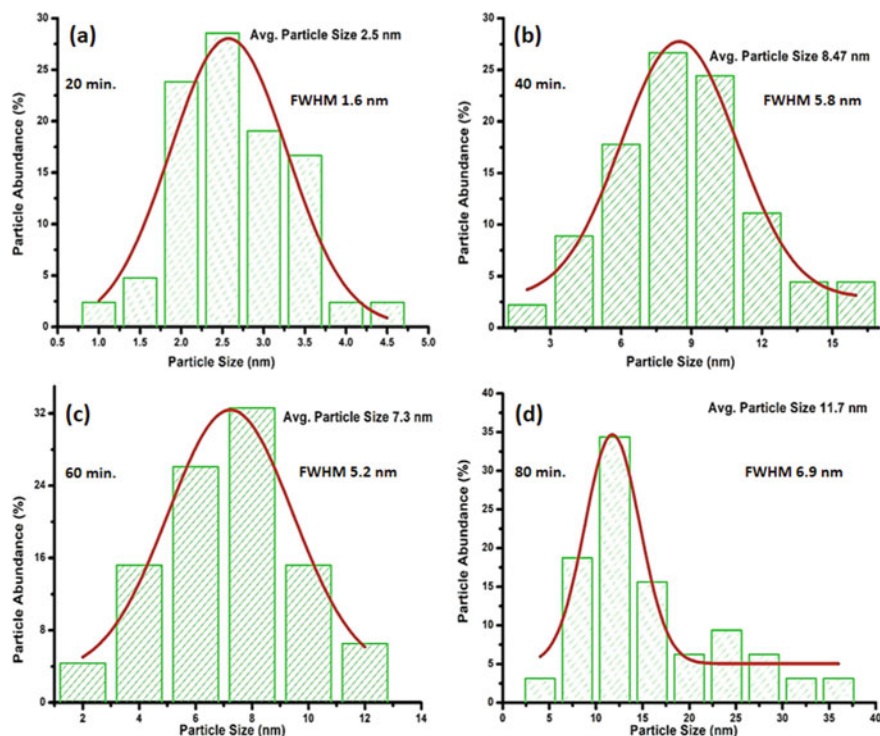 (a)
Avg. Particle Size 2.5 nm
20 min.
FWHM 1.6 nm
Particle Abundance (%)
30
25
20
15
10
5
0
0.5 1.0 1.5 2.0 2.5 3.0 3.5 4.0 4.5 5.0
Particle Size (nm)
(b)
Avg. Particle Size 8.47 nm
40 min.
FWHM 5.8 nm
Particle Abundance (%)
30
25
20
15
10
5
0
3 6 9 12 15
Particle Size (nm)
(c)
Avg. Particle Size 7.3 nm
60 min.
FWHM 5.2 nm
Particle Abundance (%)
32
24
16
8
0
2 4 6 8 10 12 14
Particle Size (nm)
(d)
Avg. Particle Size 11.7 nm
80 min.
FWHM 6.9 nm
Particle Abundance (%)
40
35
30
25
20
15
10
5
0
0 5 10 15 20 25 30 35 40
Particle Size (nm)